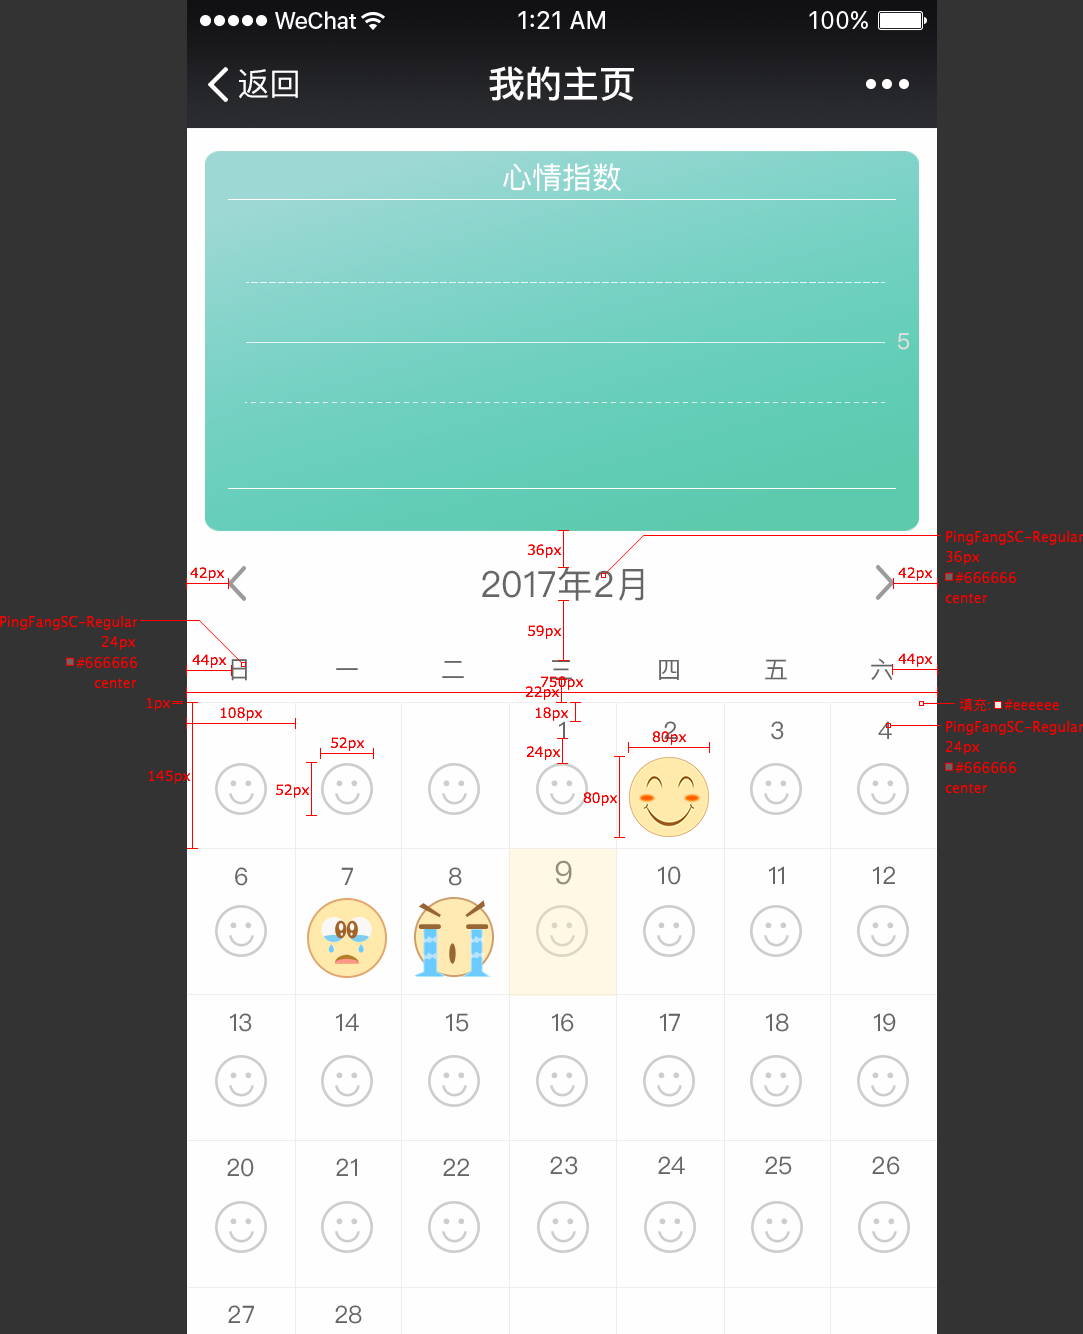 WeChat 1:21 AM 100%
返回 我的主页
心情指数
5
36px
PingFangSC-Regular
36px
#666666
center
42px 2017年2月 42px
PingFangSC-Regular
24px
#666666
center
59px
44px 日 一 二 三 四 五 六 44px
750px
22px
1px
填充: #eeeeee
108px 18px
PingFangSC-Regular
24px
#666666
center
1 2 3 4
52px 24px 80px
145px 52px 80px
6 7 8 9 10 11 12
13 14 15 16 17 18 19
20 21 22 23 24 25 26
27 28